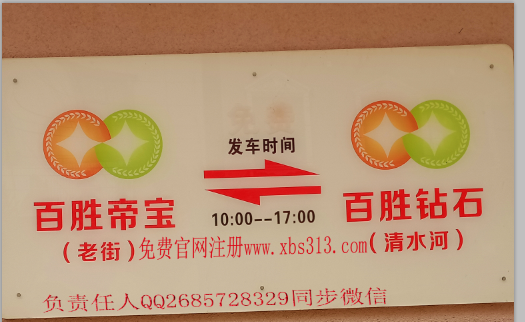 发车时间
百胜帝宝
百胜钻石
10:00--17:00
(老街)
免费官网注册www.xbs313.com
(清水河)
负责任人QQ2685728329同步微信